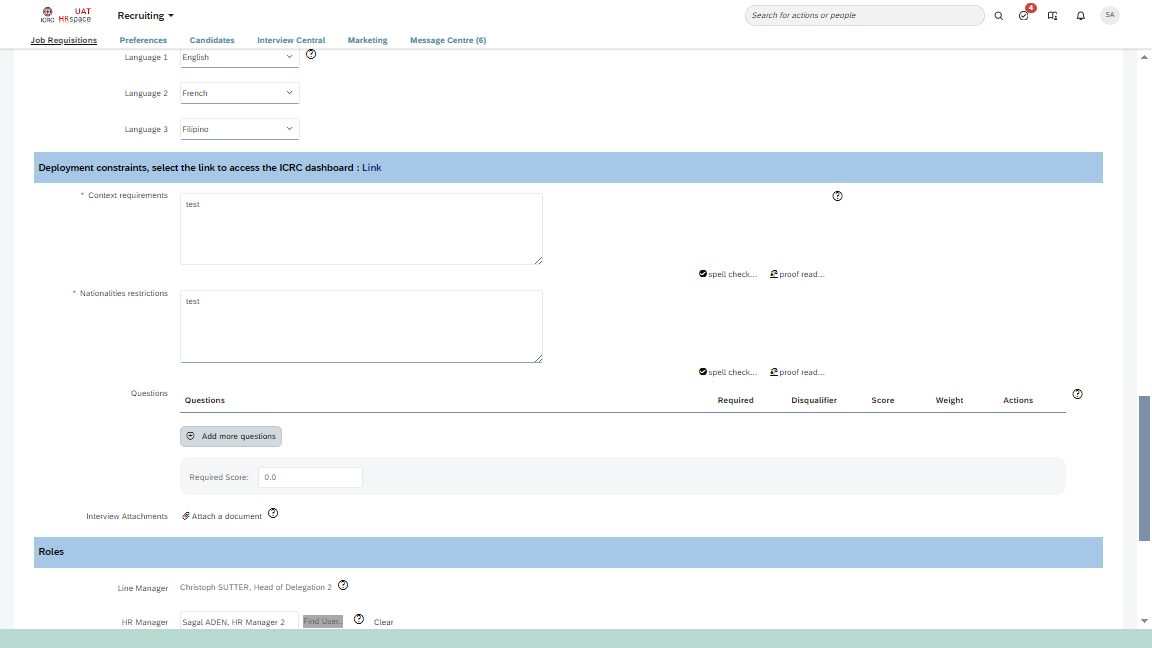 ICRC UAT HRspace
Recruiting
Search for actions or people
4
SA
Job Requisitions Preferences Candidates Interview Central Marketing Message Centre (6)
Language 1 English
Language 2 French
Language 3 Filipino
Deployment constraints, select the link to access the ICRC dashboard : Link
* Context requirements test
spell check... proof read...
* Nationalities restrictions test
spell check... proof read...
Questions
Questions Required Disqualifier Score Weight Actions
Add more questions
Required Score: 0.0
Interview Attachments Attach a document
Roles
Line Manager Christoph SUTTER, Head of Delegation 2
HR Manager Sagal ADEN, HR Manager 2 Find User.. Clear